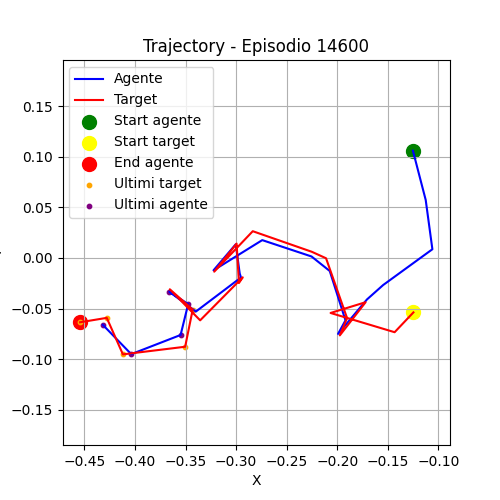 Trajectory - Episodio 14600
Agente
Target
Start agente
Start target
End agente
Ultimi target
Ultimi agente
0.15
0.10
0.05
0.00
−0.05
−0.10
−0.15
−0.45 −0.40 −0.35 −0.30 −0.25 −0.20 −0.15 −0.10
X